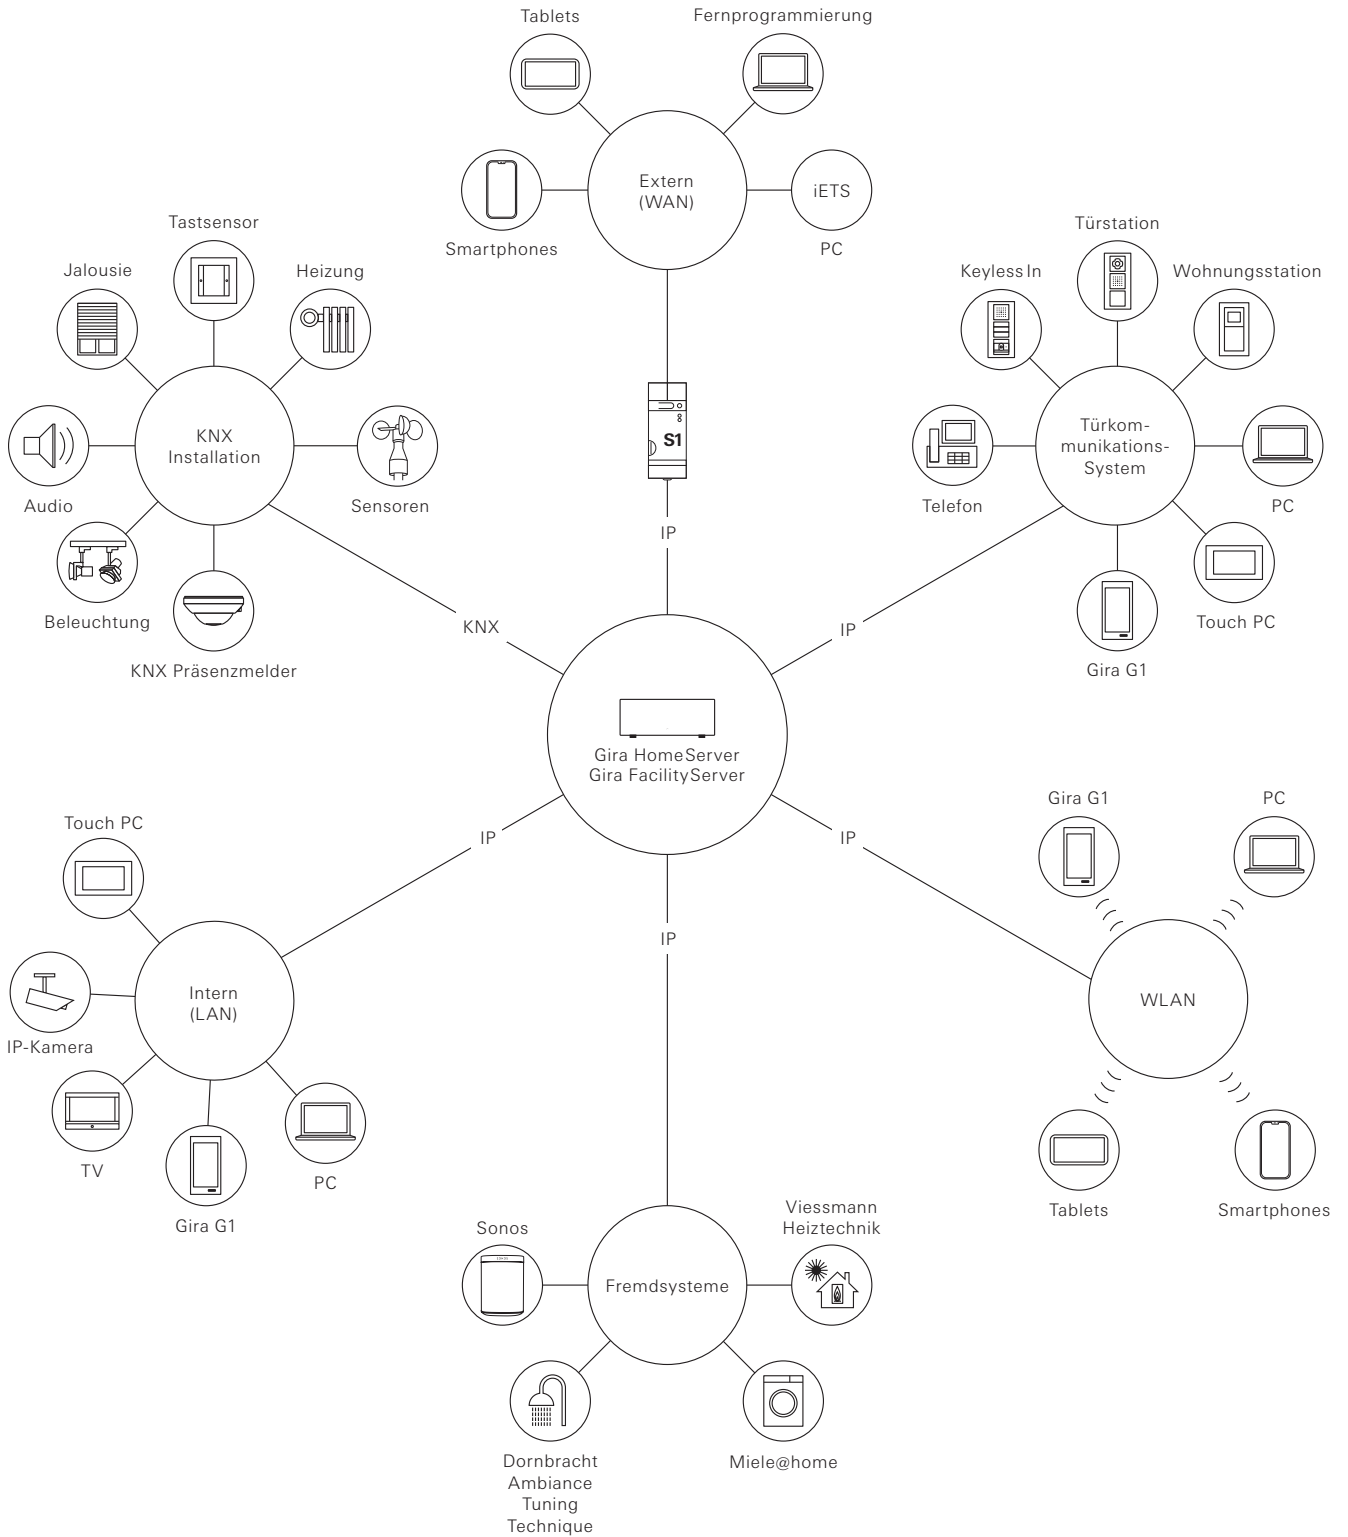 Tablets
Fernprogrammierung
Extern
(WAN)
iETS
Smartphones
PC
Tastsensor
Jalousie
Heizung
KNX
Installation
Audio
Sensoren
Beleuchtung
KNX Präsenzmelder
Türstation
Keyless In
Wohnungsstation
Türkom-
munikations-
System
Telefon
PC
Touch PC
Gira G1
S1
IP
KNX
IP
Gira HomeServer
Gira FacilityServer
IP
IP
IP
Touch PC
Intern
(LAN)
IP-Kamera
TV
PC
Gira G1
Gira G1
PC
WLAN
Tablets
Smartphones
Sonos
Viessmann
Heiztechnik
Fremdsysteme
Dornbracht
Ambiance
Tuning
Technique
Miele@home